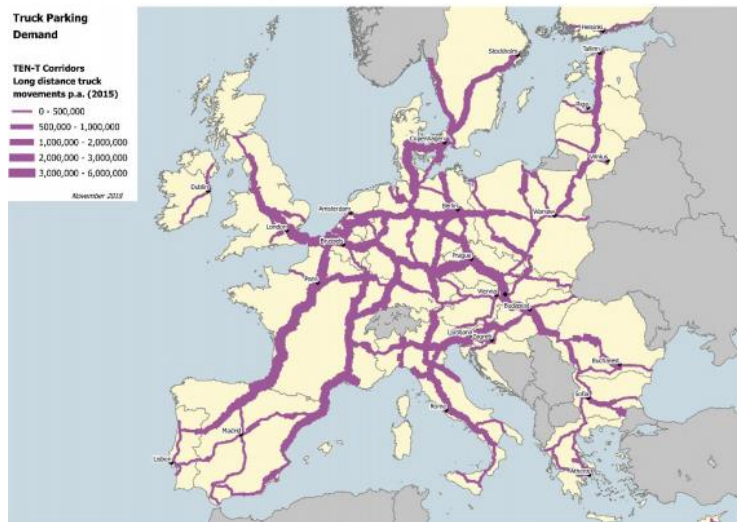 Truck Parking
Demand
TEN-T Corridors
Long distance truck
movements p.a. (2015)
0 - 500,000
500,000 - 1,000,000
1,000,000 - 2,000,000
2,000,000 - 3,000,000
3,000,000 - 6,000,000
November 2019
Helsinki
Tallinn
Stockholm
Riga
Copenhagen
Vilnius
Dublin
Amsterdam
Berlin
Warsaw
London
Brussels
Prague
Paris
Vienna
Budapest
Ljubljana
Zagreb
Bucharest
Sofia
Rome
Madrid
Lisbon
Athens